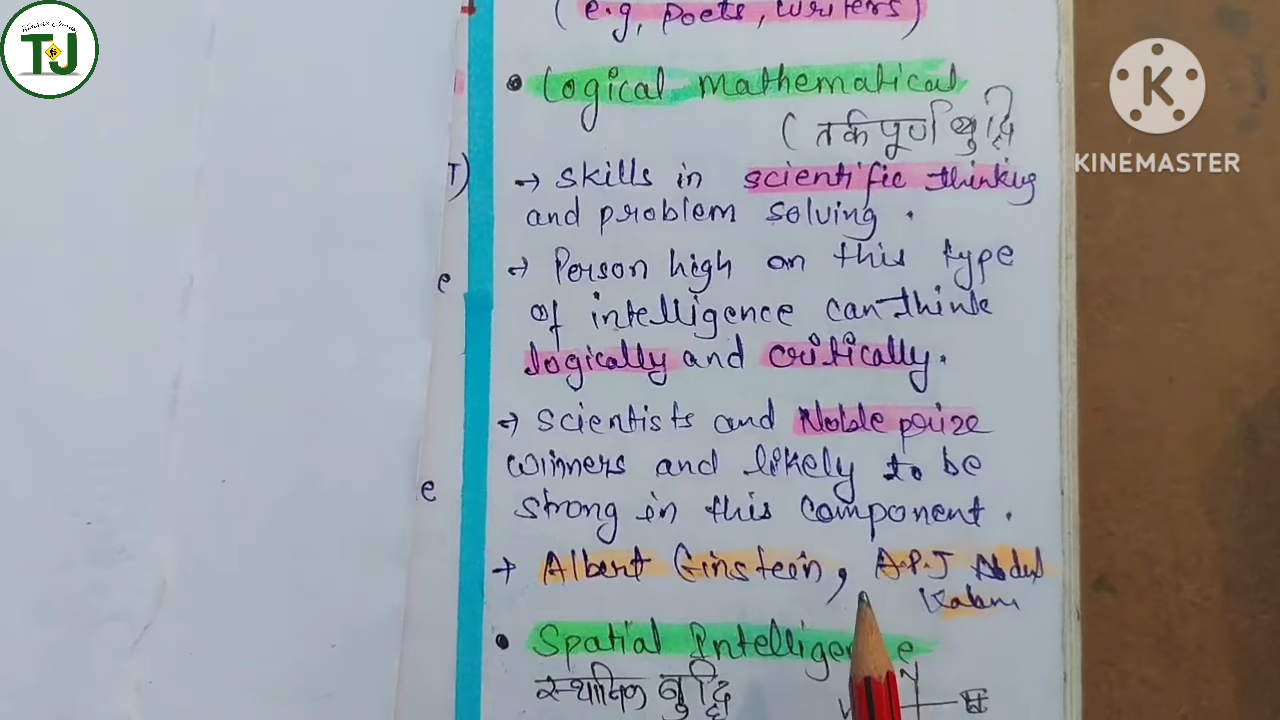 (e.g, poets, writers)
• Logical mathematical
(तर्कपूर्ण बुद्धि
→ skills in scientific thinking
and problem solving.
→ Person high on this type
of intelligence can think
logically and critically.
→ scientists and Noble prize
winners and likely to be
strong in this component.
→ Albert Einstein, A.P.J Abdul
Kalam
• Spatial Intelligence
स्थानिक बुद्धि
N
E
TJ
K
KINEMASTER